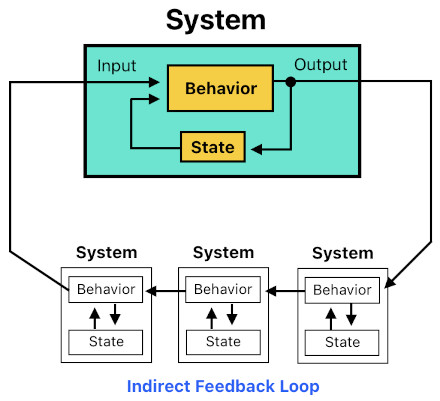 System
Input
Output
Behavior
State
System
System
System
Behavior
Behavior
Behavior
State
State
State
Indirect Feedback Loop